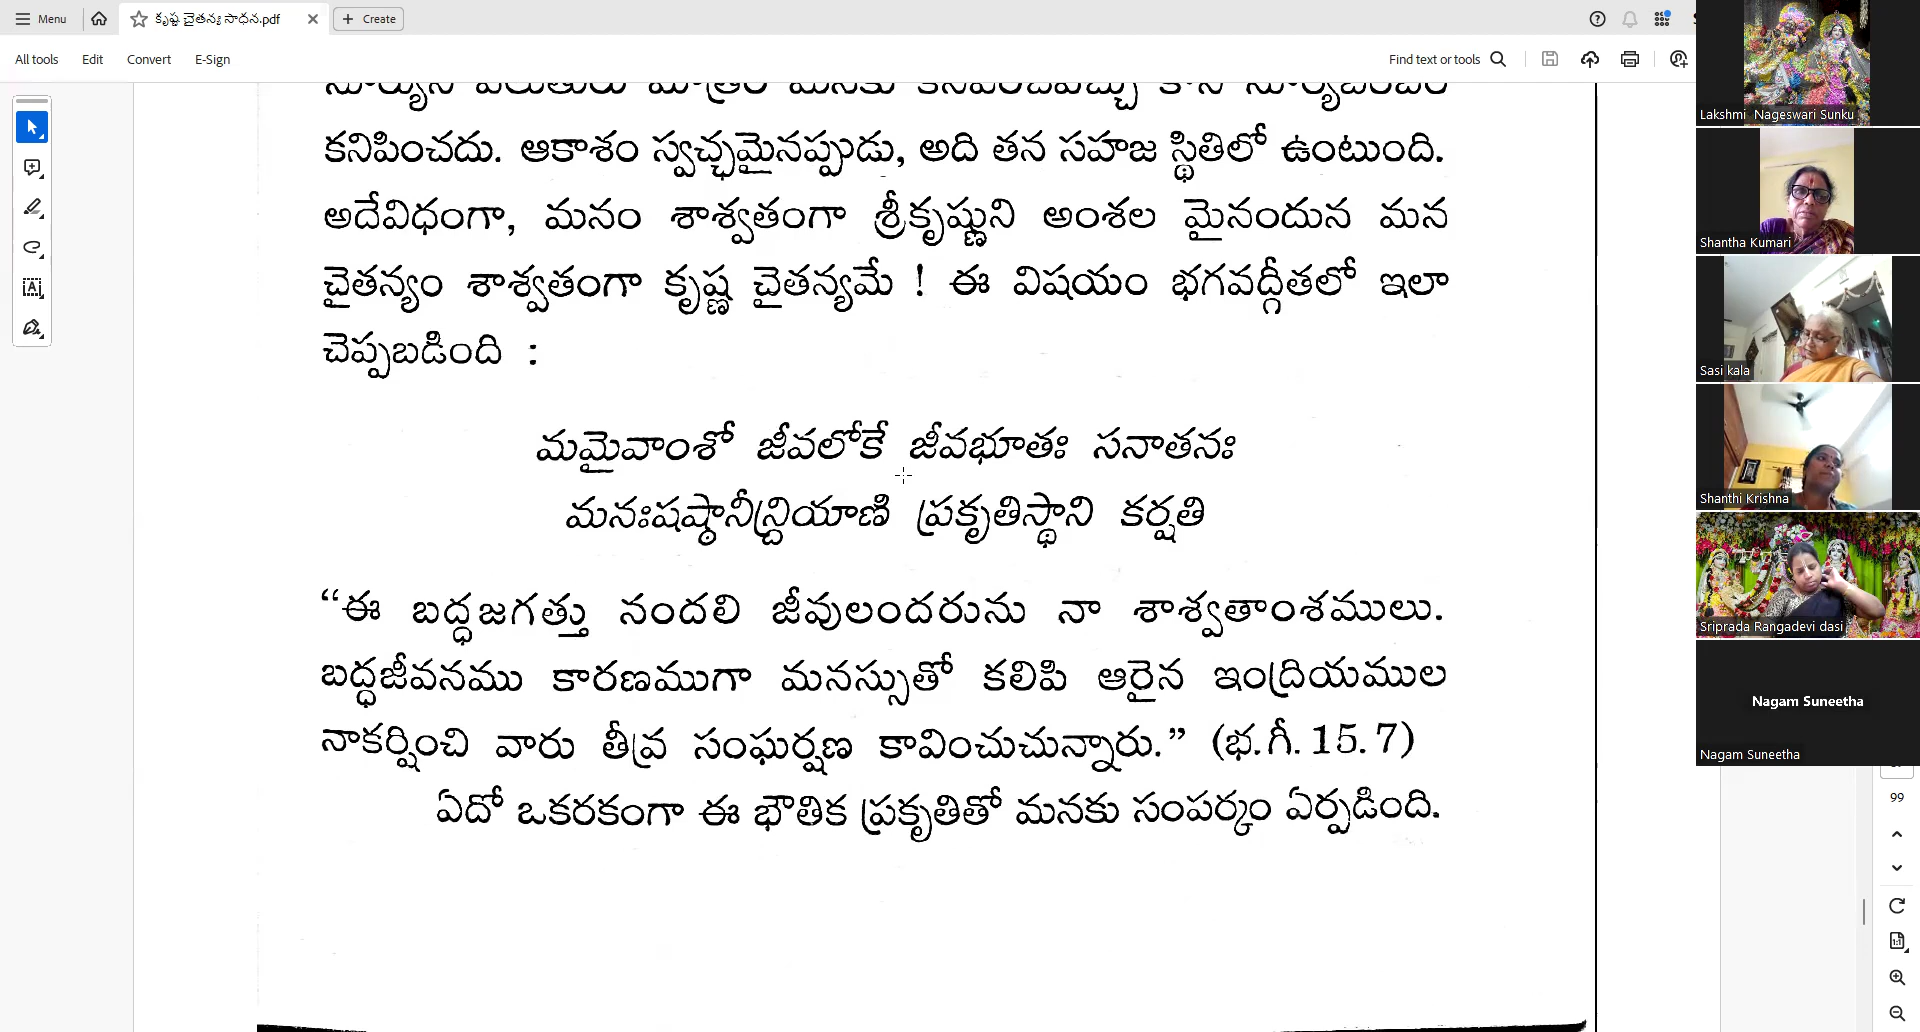 Menu
కృష్ణ చైతన్య సాధన.pdf
Create
All tools
Edit
Convert
E-Sign
Find text or tools
కనిపించదు. ఆకాశం స్వచ్ఛమైనప్పుడు, అది తన సహజ స్థితిలో ఉంటుంది.
అదేవిధంగా, మనం శాశ్వతంగా శ్రీకృష్ణుని అంశల మైనందున మన
చైతన్యం శాశ్వతంగా కృష్ణ చైతన్యమే ! ఈ విషయం భగవద్గీతలో ఇలా
చెప్పబడింది :
మమైవాంశో జీవలోకే జీవభూతః సనాతనః
మనఃషష్ఠానీన్ద్రియాణి ప్రకృతిస్థాని కర్షతి
“ఈ బద్ధజగత్తు నందలి జీవులందరును నా శాశ్వతాంశములు.
బద్ధజీవనము కారణముగా మనస్సుతో కలిపి ఆరైన ఇంద్రియముల
నాకర్షించి వారు తీవ్ర సంఘర్షణ కావించుచున్నారు.” (భ.గీ. 15.7)
ఏదో ఒకరకంగా ఈ భౌతిక ప్రకృతితో మనకు సంపర్కం ఏర్పడింది.
Lakshmi Nageswari Sunku
Shantha Kumari
Sasi kala
Shanthi Krishna
Sriprada Rangadevi dasi
Nagam Suneetha
Nagam Suneetha
99